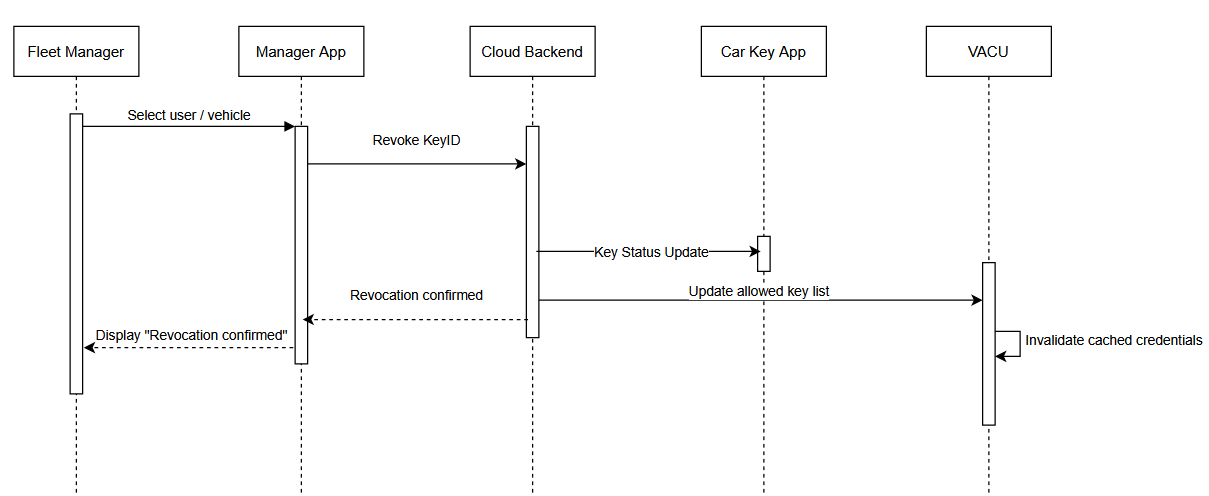 Fleet Manager
Manager App
Cloud Backend
Car Key App
VACU
Select user / vehicle
Revoke KeyID
Key Status Update
Update allowed key list
Revocation confirmed
Display "Revocation confirmed"
Invalidate cached credentials